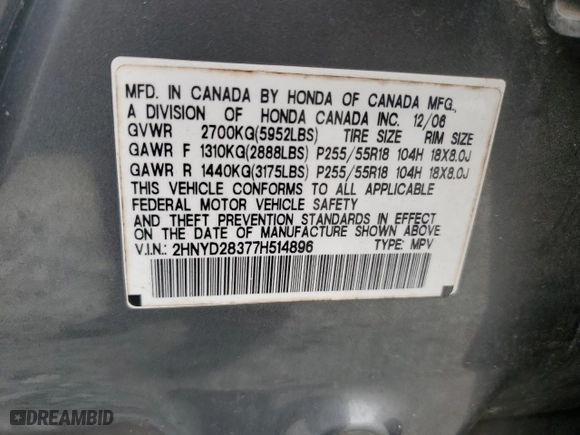 MFD. IN CANADA BY HONDA OF CANADA MFG.,
A DIVISION OF HONDA CANADA INC. 12/06
GVWR 2700KG(5952LBS) TIRE SIZE RIM SIZE
GAWR F 1310KG(2888LBS) P255/55R18 104H 18X8.0J
GAWR R 1440KG(3175LBS) P255/55R18 104H 18X8.0J
THIS VEHICLE CONFORMS TO ALL APPLICABLE
FEDERAL MOTOR VEHICLE SAFETY
AND THEFT PREVENTION STANDARDS IN EFFECT
ON THE DATE OF MANUFACTURE SHOWN ABOVE
V.I.N.: 2HNYD28377H514896 TYPE: MPV
DREAMBID